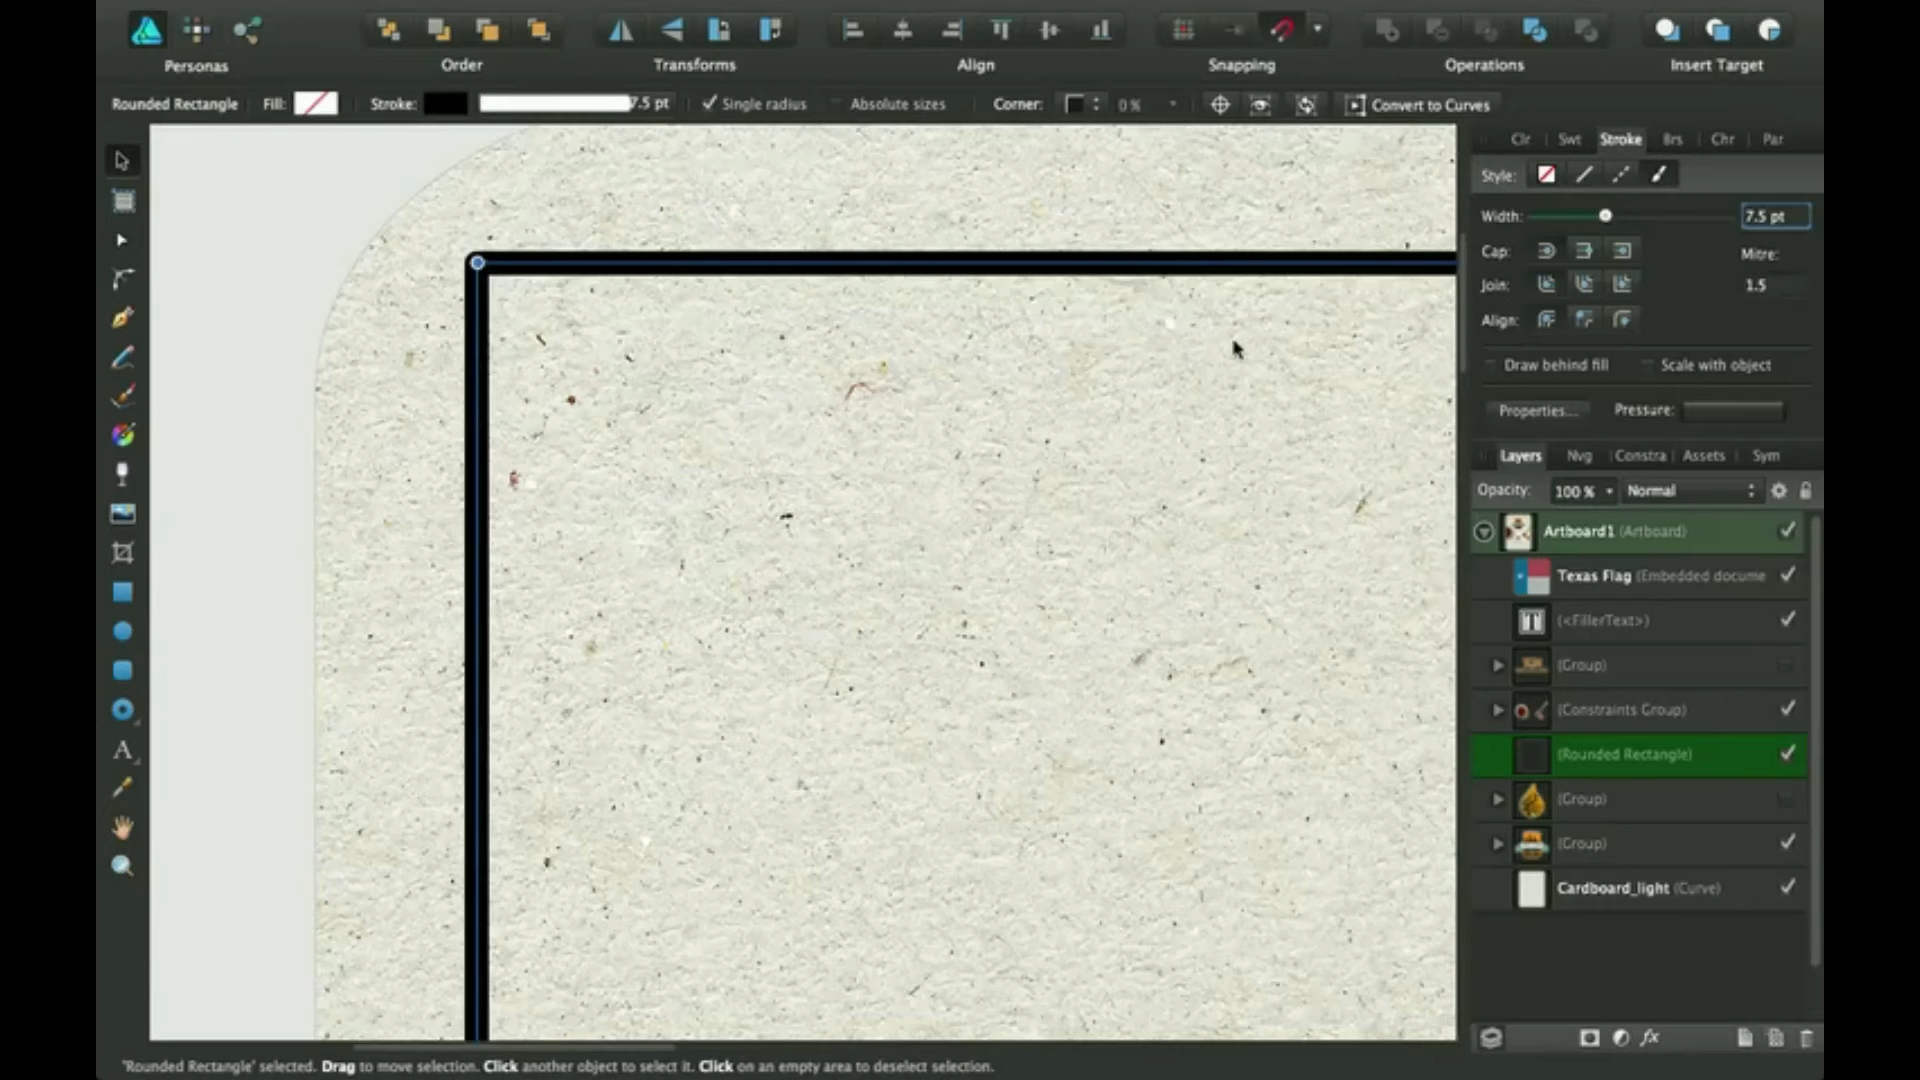 Personas Order Transforms Align Snapping Operations Insert Target
Rounded Rectangle Fill: Stroke: 7.5 pt Single radius Absolute sizes Corner: 0 % Convert to Curves
Clr Swt Stroke Brs Chr Par
Style:
Width: 7.5 pt
Cap: Mitre:
Join: 1.5
Align:
Draw behind fill Scale with object
Properties... Pressure:
Layers Nvg Constra Assets Sym
Opacity: 100 % Normal
Artboard1 (Artboard)
Texas Flag (Embedded docume
(<FillerText>)
(Group)
(Constraints Group)
(Rounded Rectangle)
(Group)
(Group)
Cardboard_light (Curve)
fx
'Rounded Rectangle' selected. Drag to move selection. Click another object to select it. Click on an empty area to deselect selection.